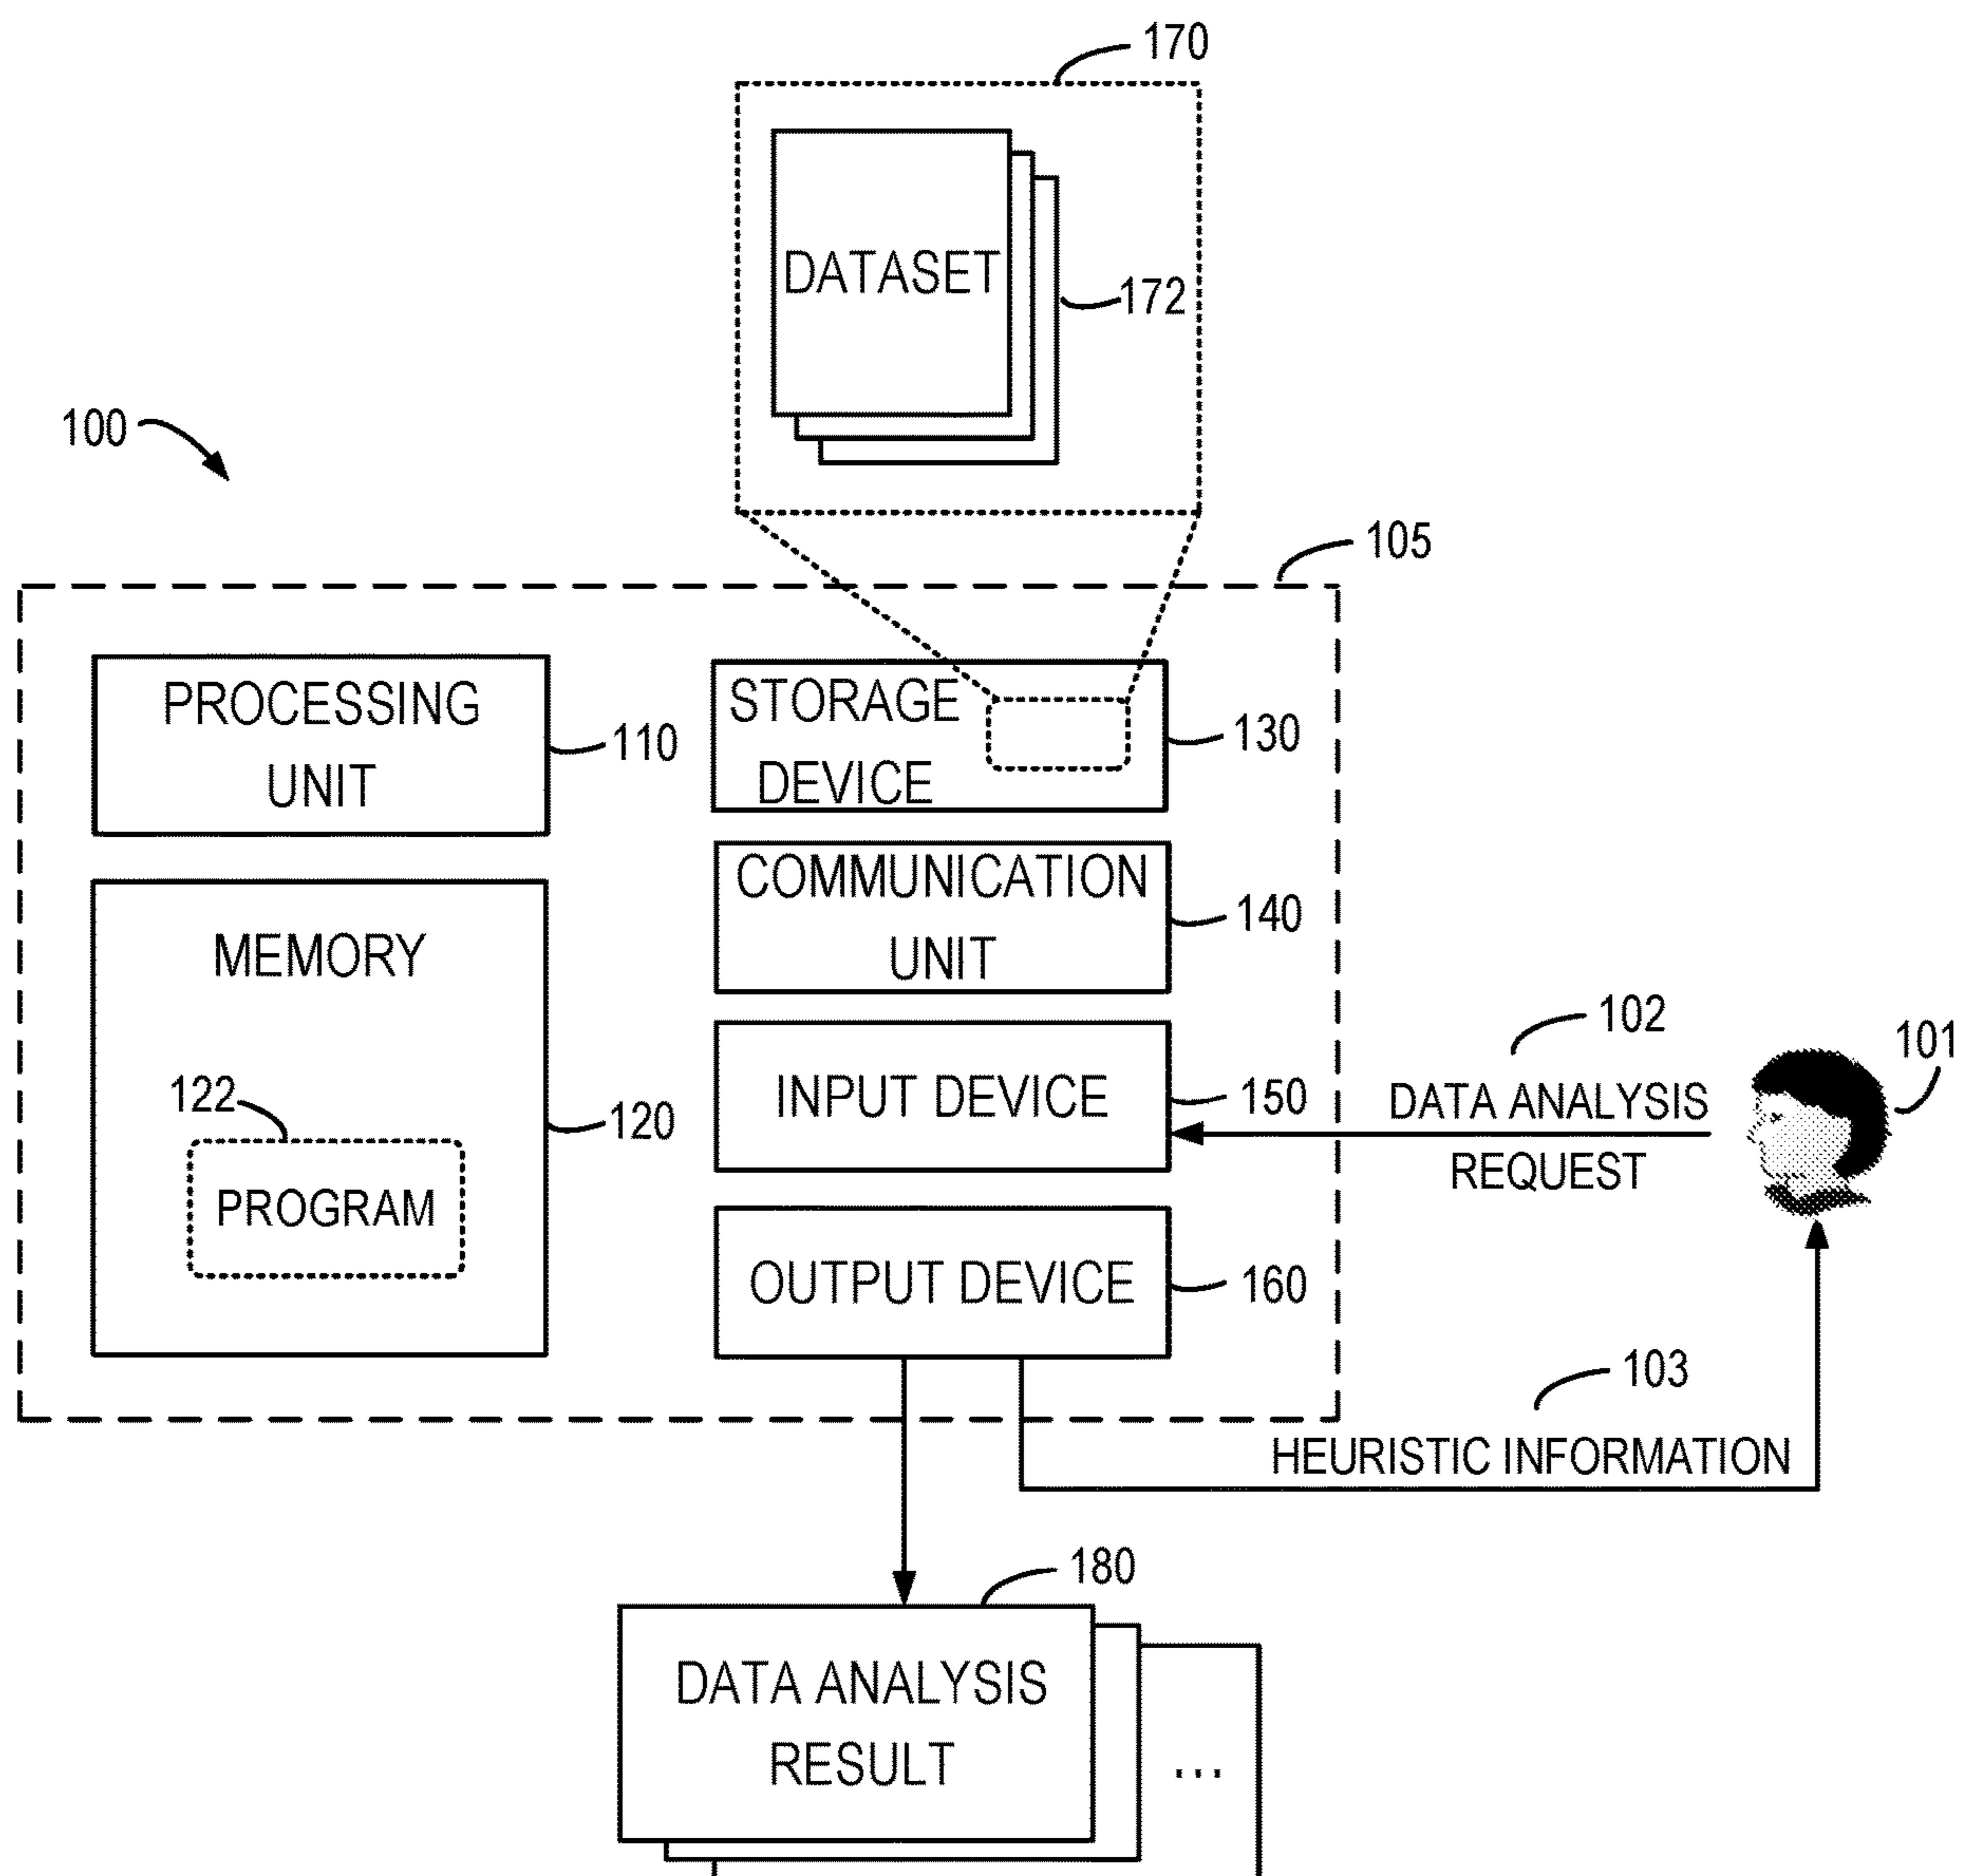 170
DATASET
172
100
105
PROCESSING
UNIT
110
STORAGE
DEVICE
130
COMMUNICATION
UNIT
140
MEMORY
122
PROGRAM
120
INPUT DEVICE
150
102
DATA ANALYSIS
REQUEST
101
OUTPUT DEVICE
160
103
HEURISTIC INFORMATION
180
DATA ANALYSIS
RESULT
...